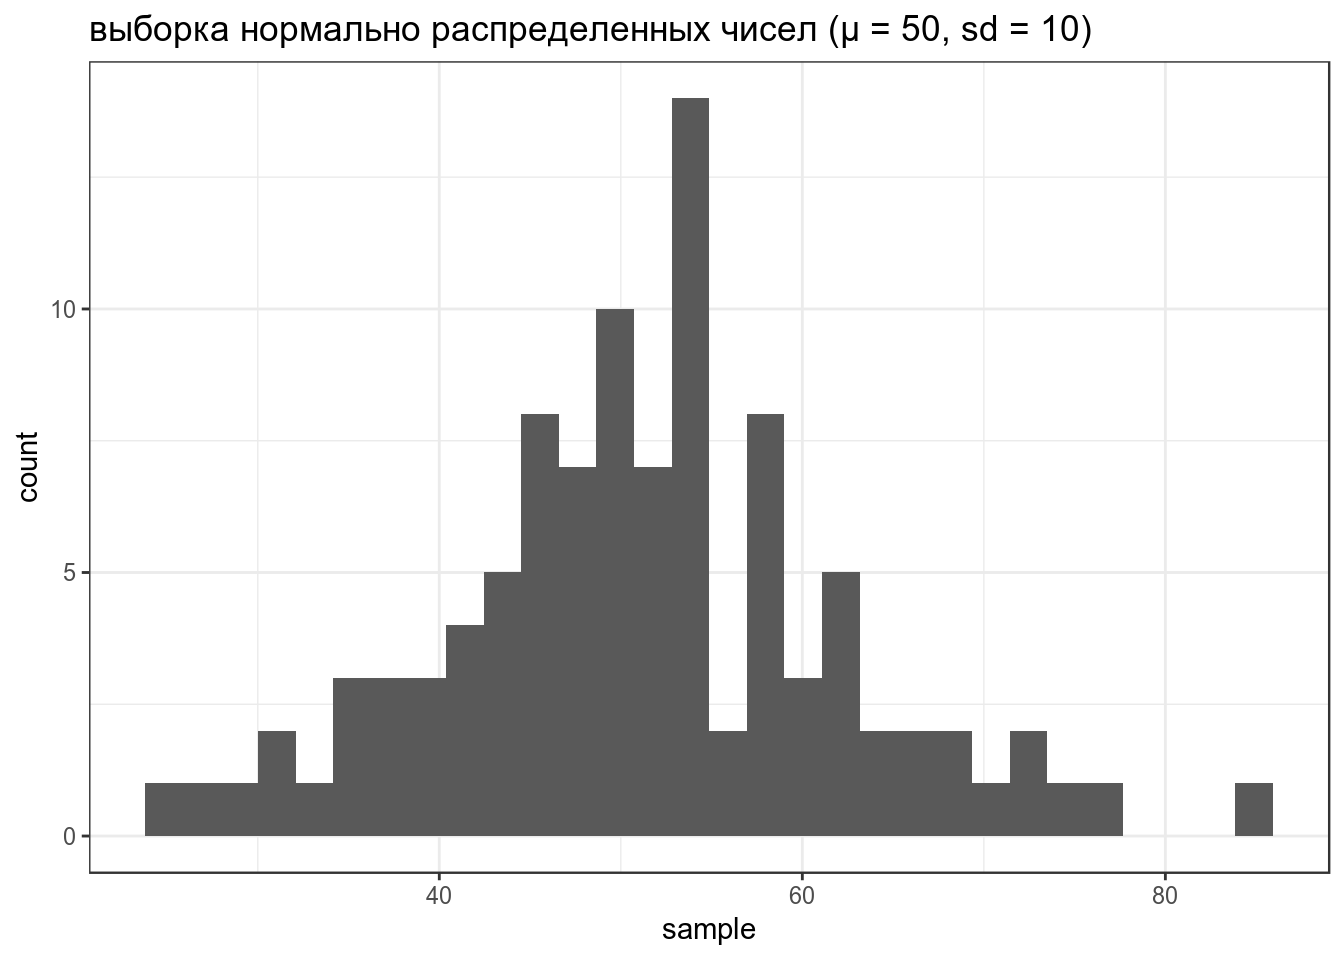 выборка нормально распределенных чисел (μ = 50, sd = 10)
count
10
5
0
40 60 80
sample